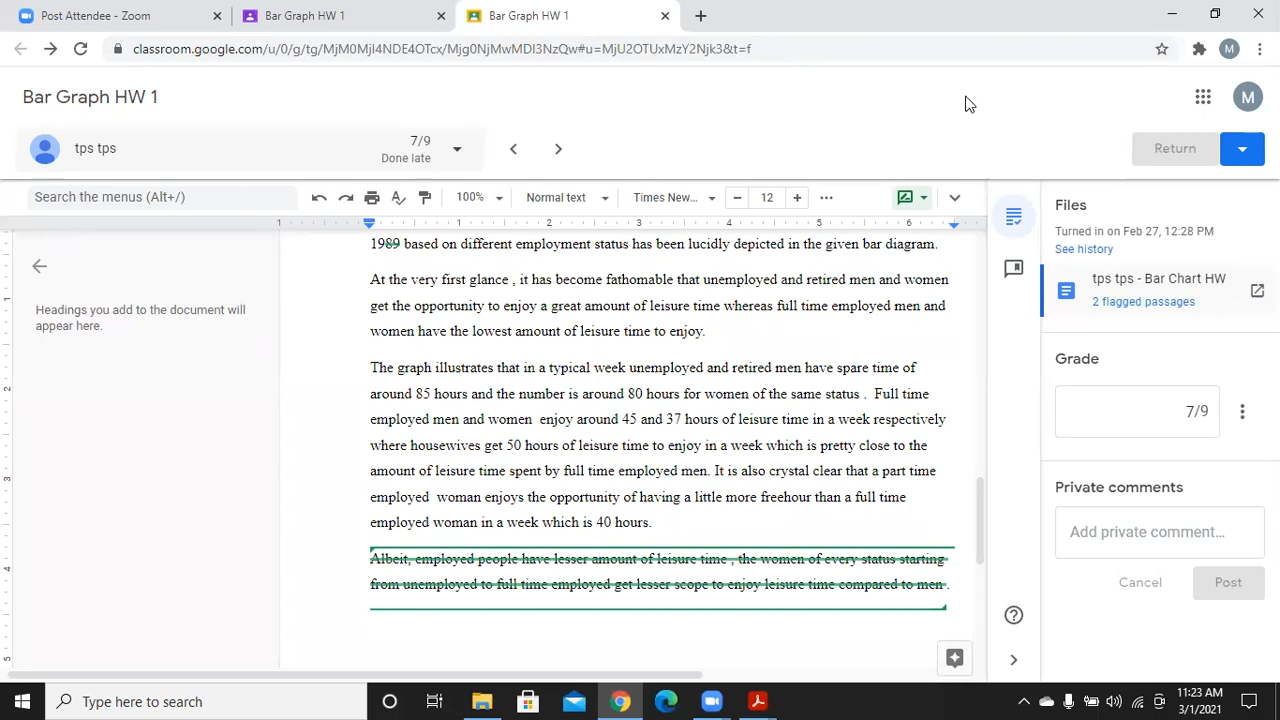 Post Attendee - Zoom
Bar Graph HW 1
Bar Graph HW 1
classroom.google.com/u/0/g/tg/MjM0MjI4NDE4OTcx/Mjg0NjMwMDI3NzQw#u=MjU2OTUxMzY2Njk3&t=f
M
Bar Graph HW 1
M
tps tps
7/9
Done late
Return
Search the menus (Alt+/)
100%
Normal text
Times New...
12
1 1 2 3 4 5 6
Files
Turned in on Feb 27, 12:28 PM
See history
tps tps - Bar Chart HW
2 flagged passages
Headings you add to the document will
appear here.
1989 based on different employment status has been lucidly depicted in the given bar diagram.
At the very first glance , it has become fathomable that unemployed and retired men and women
get the opportunity to enjoy a great amount of leisure time whereas full time employed men and
women have the lowest amount of leisure time to enjoy.
The graph illustrates that in a typical week unemployed and retired men have spare time of
around 85 hours and the number is around 80 hours for women of the same status .  Full time
employed men and women  enjoy around 45 and 37 hours of leisure time in a week respectively
where housewives get 50 hours of leisure time to enjoy in a week which is pretty close to the
amount of leisure time spent by full time employed men. It is also crystal clear that a part time
employed  woman enjoys the opportunity of having a little more freehour than a full time
employed woman in a week which is 40 hours.
Albeit, employed people have lesser amount of leisure time , the women of every status starting
from unemployed to full time employed get lesser scope to enjoy leisure time compared to men .
1
2
3
4
5
Grade
7/9
Private comments
Add private comment...
Cancel
Post
Type here to search
11:23 AM
3/1/2021